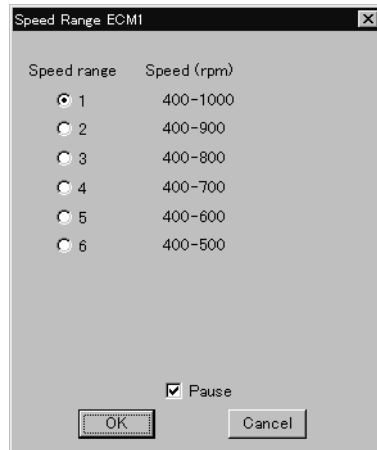 Speed Range ECM1
Speed range Speed (rpm)
1 400-1000
2 400-900
3 400-800
4 400-700
5 400-600
6 400-500
Pause
OK Cancel